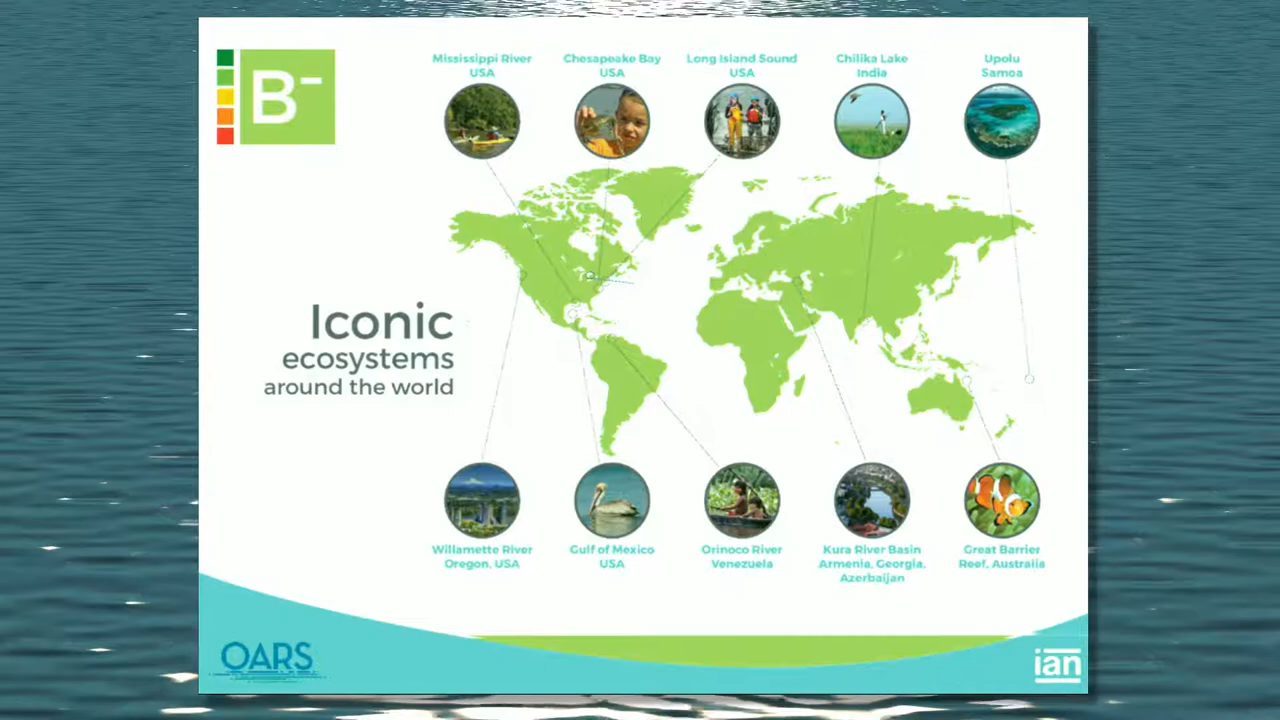 B-
Mississippi River
USA
Chesapeake Bay
USA
Long Island Sound
USA
Chilika Lake
India
Upolu
Samoa
Iconic
ecosystems
around the world
Willamette River
Oregon, USA
Gulf of Mexico
USA
Orinoco River
Venezuela
Kura River Basin
Armenia, Georgia,
Azerbaijan
Great Barrier
Reef, Australia
OARS
ian